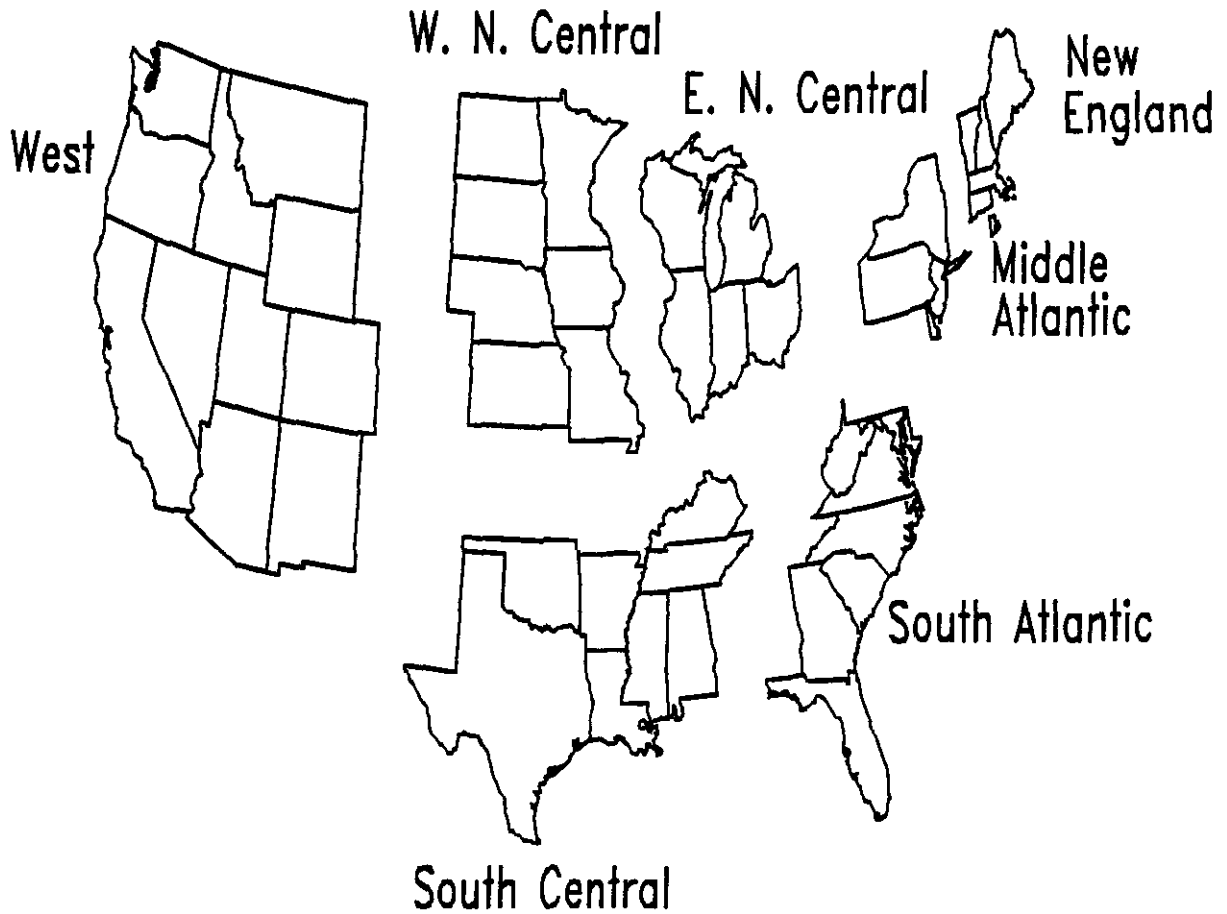 W. N. Central
E. N. Central
New
England
West
Middle
Atlantic
South Atlantic
South Central